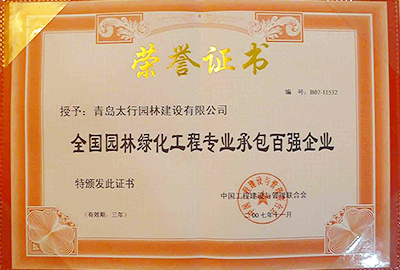 荣誉证书
编 号：B07-11532
授予：青岛太行园林建设有限公司
全国园林绿化工程专业承包百强企业
特颁发此证书
中国工程建设与管理联合会
（有效期：三年）
二00七年十一月